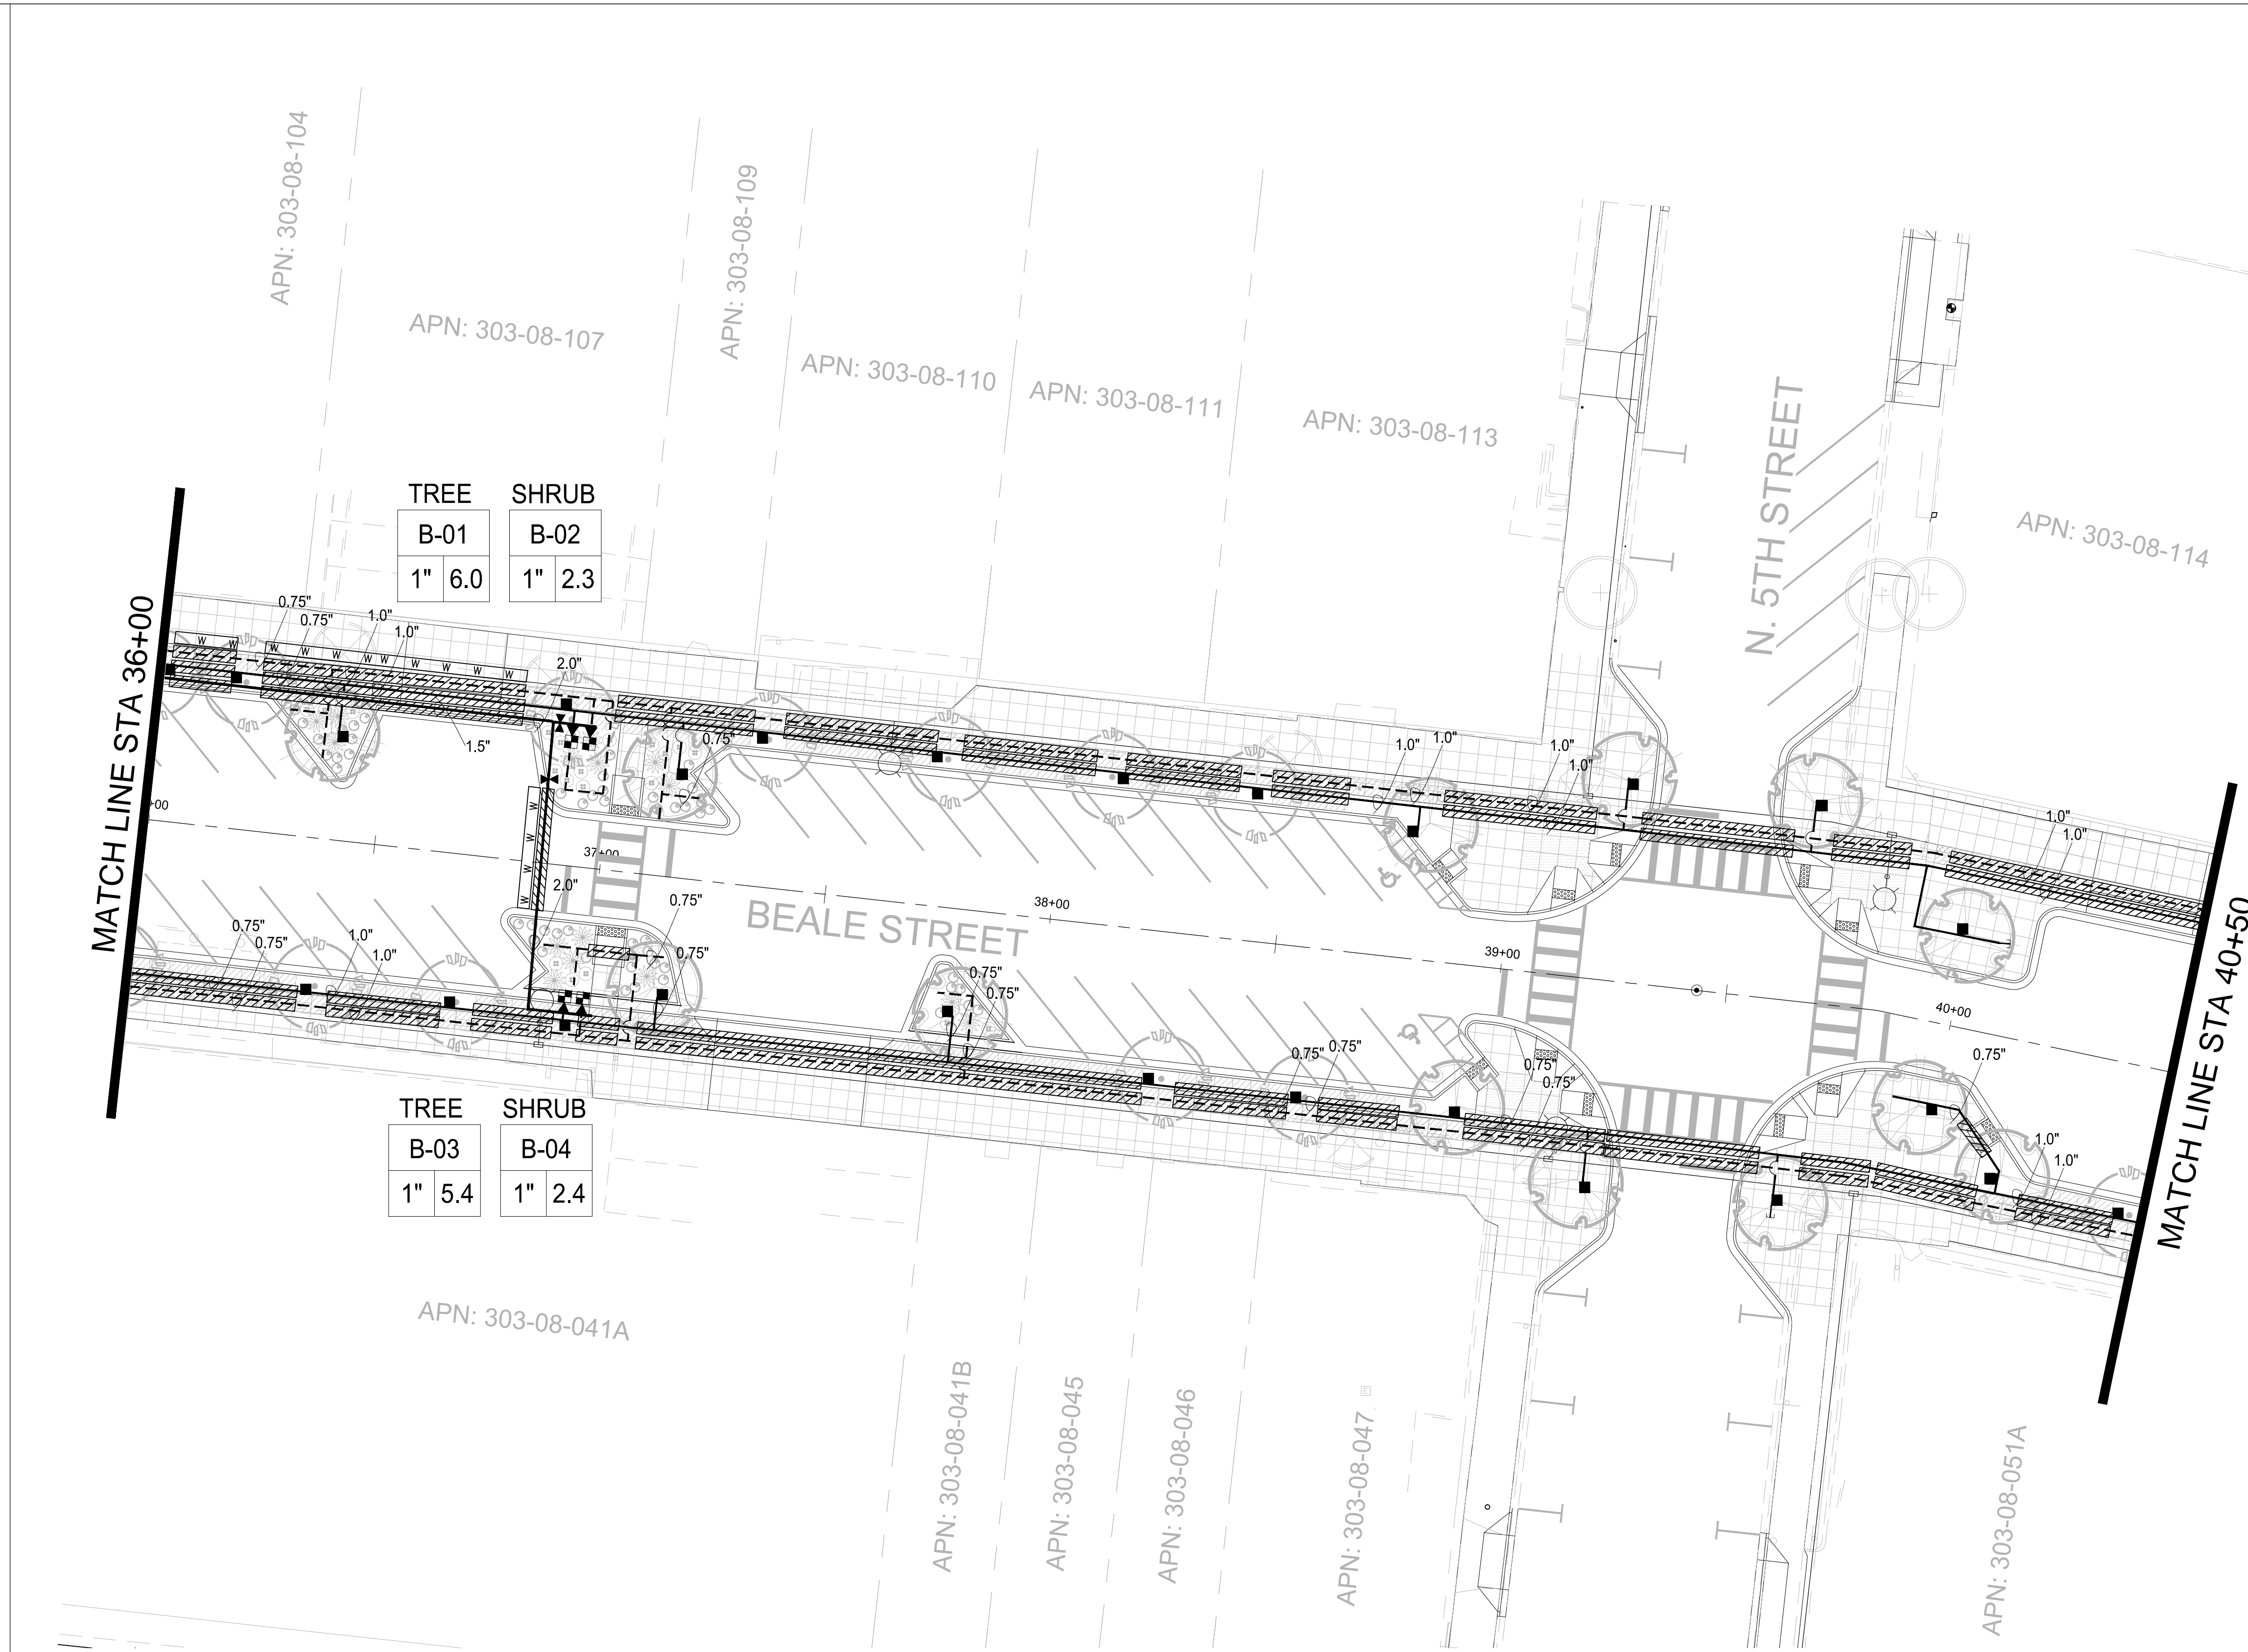 APN: 303-08-104
APN: 303-08-107
APN: 303-08-109
APN: 303-08-110
APN: 303-08-111
APN: 303-08-113
N. 5TH STREET
APN: 303-08-114
TREE
B-01
1" 6.0
SHRUB
B-02
1" 2.3
MATCH LINE STA 36+00
0.75"
0.75"
1.0"
1.0"
W W W W W W W W W W
2.0"
1.5"
0.75"
1.0"
1.0"
1.0"
1.0"
1.0"
1.0"
+00
37+00
W
W
W
W
2.0"
0.75"
0.75"
BEALE STREET
38+00
39+00
40+00
0.75"
0.75"
1.0"
1.0"
0.75"
0.75"
0.75"
0.75"
0.75"
0.75"
0.75"
1.0"
1.0"
MATCH LINE STA 40+50
TREE
B-03
1" 5.4
SHRUB
B-04
1" 2.4
APN: 303-08-041A
APN: 303-08-041B
APN: 303-08-045
APN: 303-08-046
APN: 303-08-047
E
APN: 303-08-051A